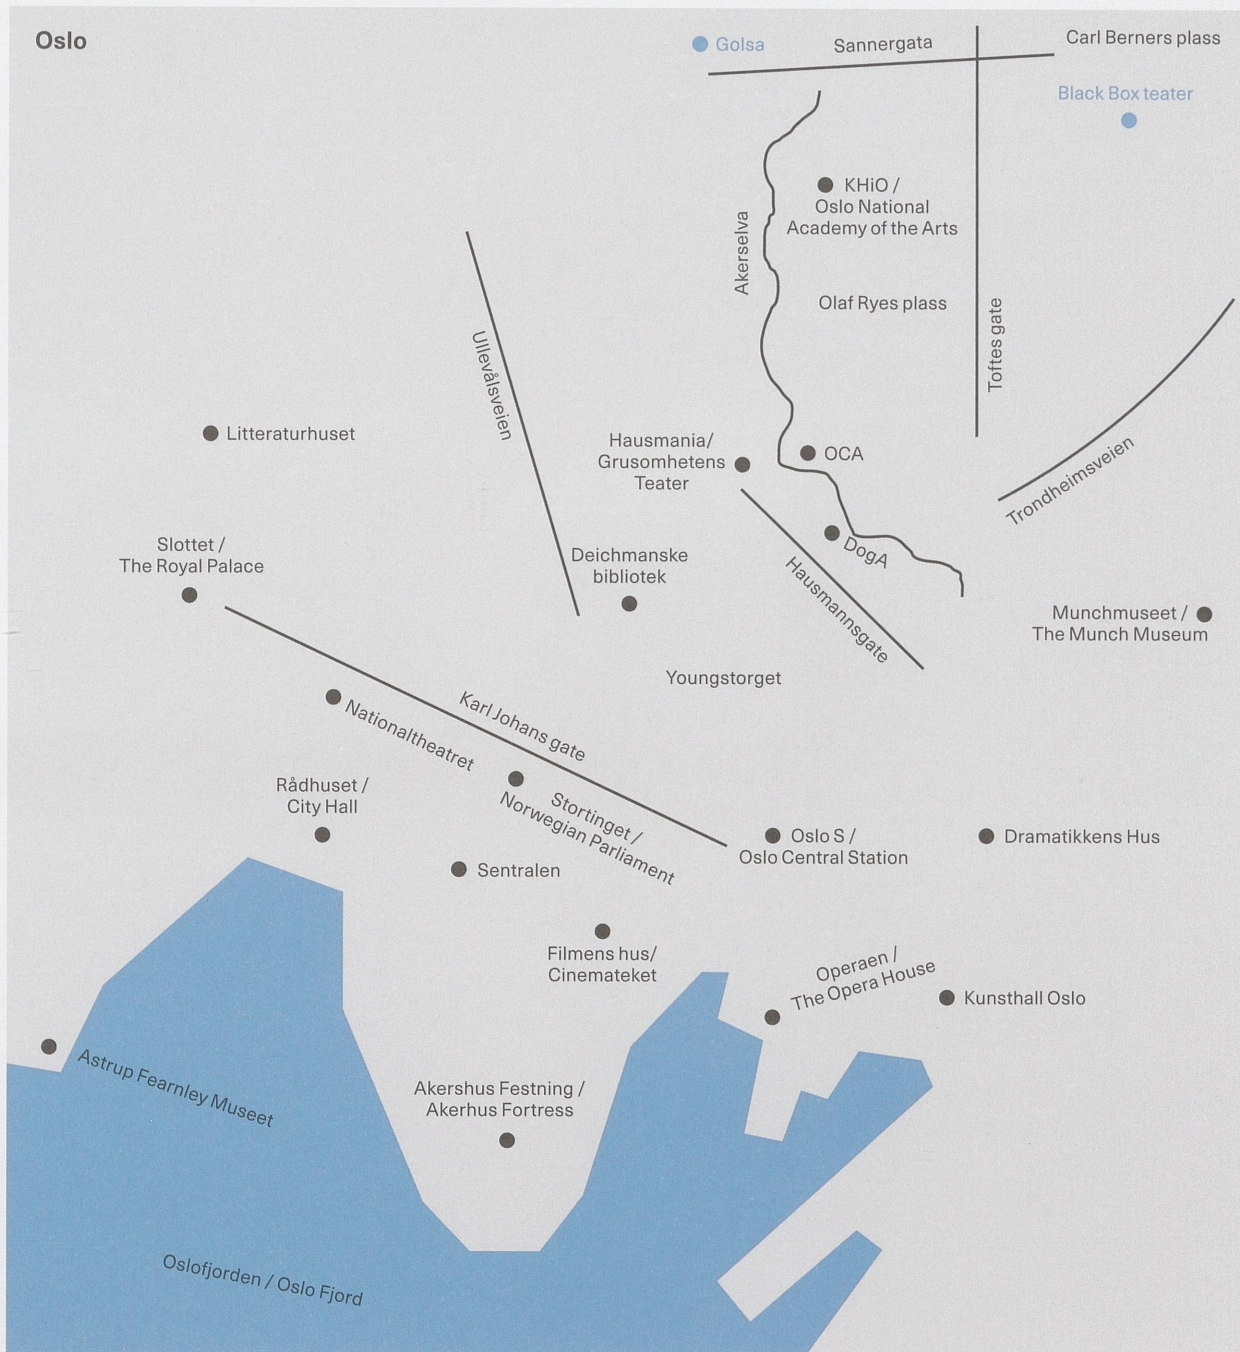 Oslo
Golsa
Sannergata
Carl Berners plass
Black Box teater
KHiO /
Oslo National
Academy of the Arts
Akerselva
Olaf Ryes plass
Toftes gate
Ullevålsveien
Litteraturhuset
Hausmania/
Grusomhetens
Teater
OCA
Trondheimsveien
Slottet /
The Royal Palace
Deichmanske
bibliotek
DogA
Hausmannsgate
Munchmuseet /
The Munch Museum
Youngstorget
Karl Johans gate
Nationaltheatret
Rådhuset /
City Hall
Stortinget /
Norwegian Parliament
Oslo S /
Oslo Central Station
Dramatikkens Hus
Sentralen
Filmens hus/
Cinemateket
Operaen /
The Opera House
Kunsthall Oslo
Astrup Fearnley Museet
Akershus Festning /
Akerhus Fortress
Oslofjorden / Oslo Fjord